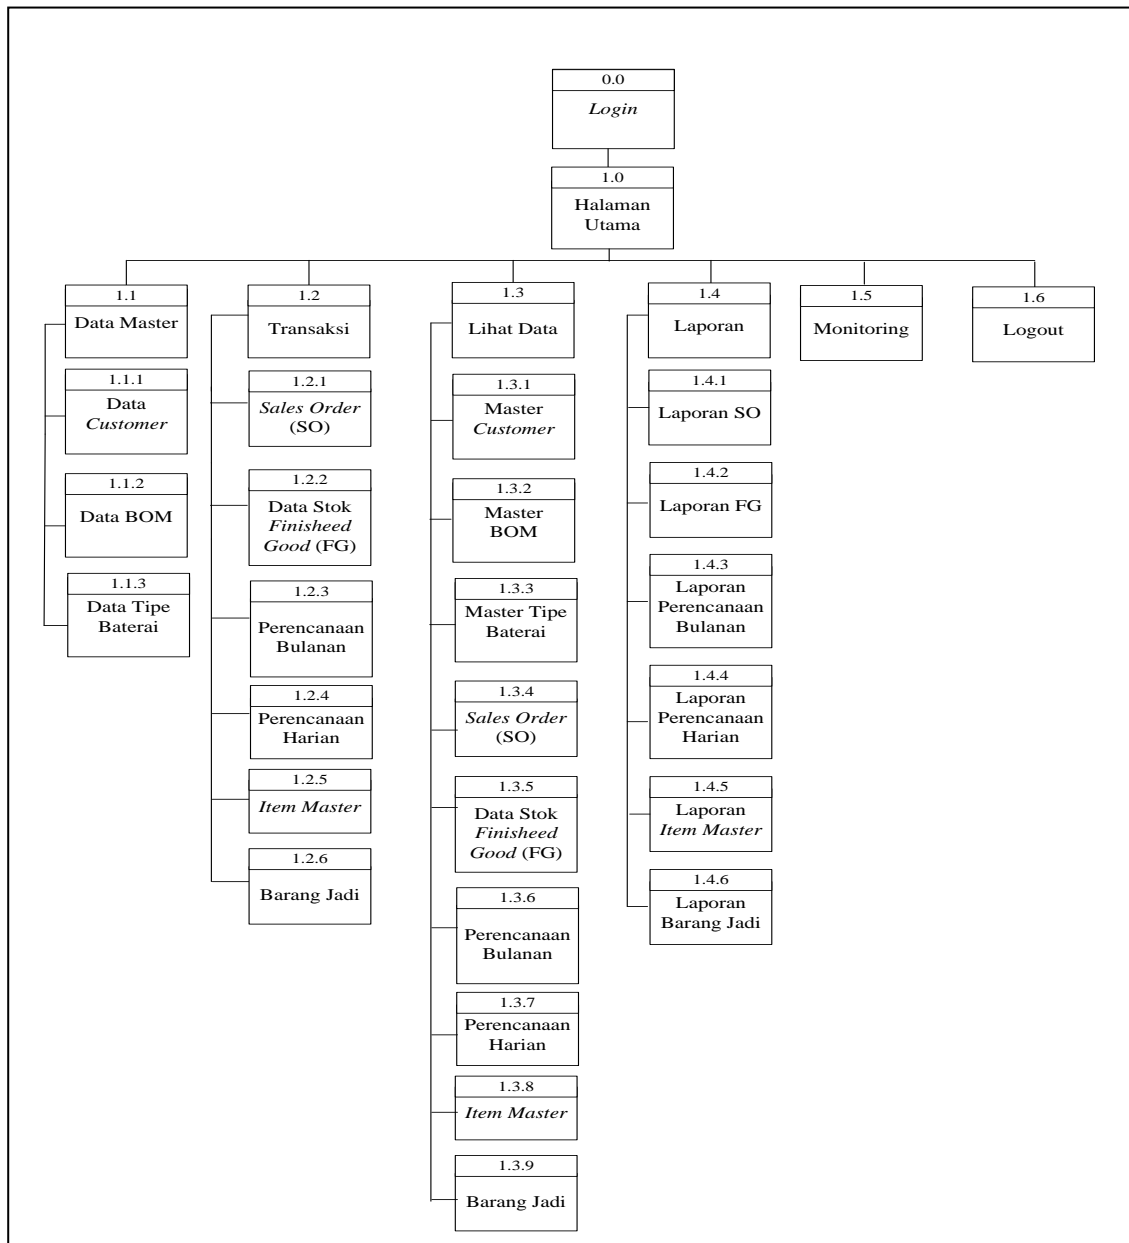 0.0
Login
1.0
Halaman
Utama
1.1
Data Master
1.1.1
Data
Customer
1.1.2
Data BOM
1.1.3
Data Tipe
Baterai
1.2
Transaksi
1.2.1
Sales Order
(SO)
1.2.2
Data Stok
Finisheed
Good (FG)
1.2.3
Perencanaan
Bulanan
1.2.4
Perencanaan
Harian
1.2.5
Item Master
1.2.6
Barang Jadi
1.3
Lihat Data
1.3.1
Master
Customer
1.3.2
Master
BOM
1.3.3
Master Tipe
Baterai
1.3.4
Sales Order
(SO)
1.3.5
Data Stok
Finisheed
Good (FG)
1.3.6
Perencanaan
Bulanan
1.3.7
Perencanaan
Harian
1.3.8
Item Master
1.3.9
Barang Jadi
1.4
Laporan
1.4.1
Laporan SO
1.4.2
Laporan FG
1.4.3
Laporan
Perencanaan
Bulanan
1.4.4
Laporan
Perencanaan
Harian
1.4.5
Laporan
Item Master
1.4.6
Laporan
Barang Jadi
1.5
Monitoring
1.6
Logout